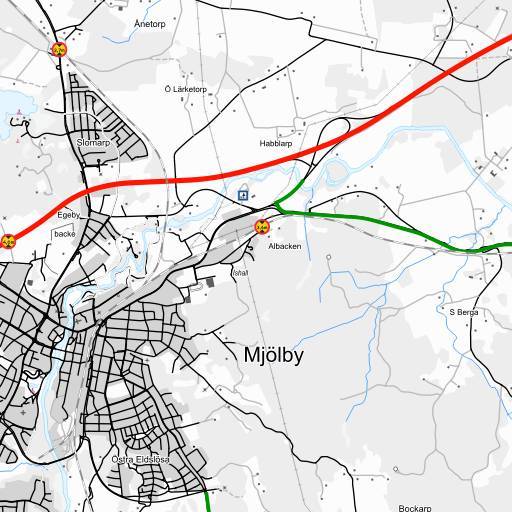 Ånetorp
Ö Lärketorp
Slomarp
Habblarp
Egeby
backe
Albacken
Ishall
S Berga
Mjölby
Östra Eldslösa
Bockarp